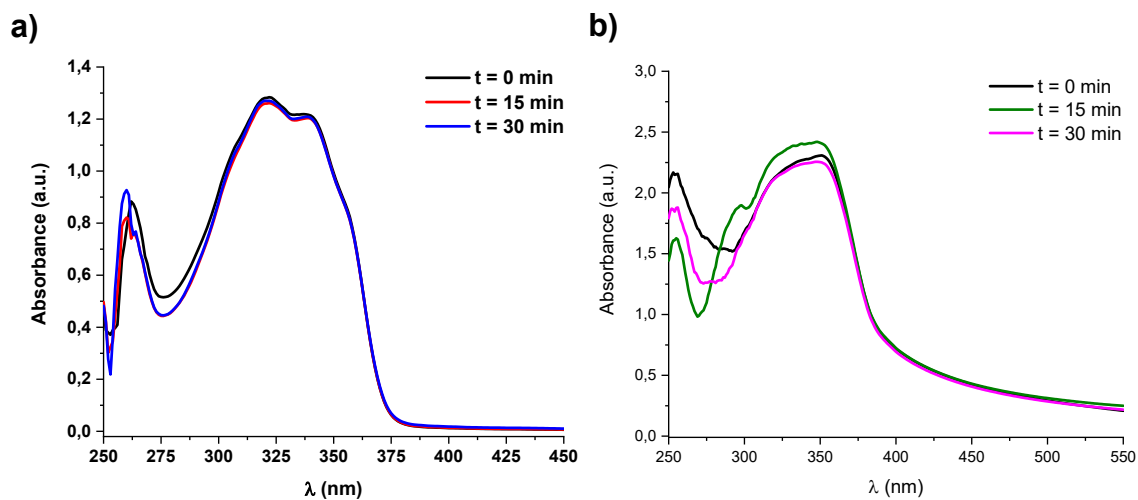 a)
1,4
1,2
1,0
0,8
0,6
0,4
0,2
0,0
Absorbance (a.u.)
250 275 300 325 350 375 400 425 450
λ (nm)
t = 0 min
t = 15 min
t = 30 min
b)
3,0
2,5
2,0
1,5
1,0
0,5
0,0
Absorbance (a.u.)
250 300 350 400 450 500 550
λ (nm)
t = 0 min
t = 15 min
t = 30 min